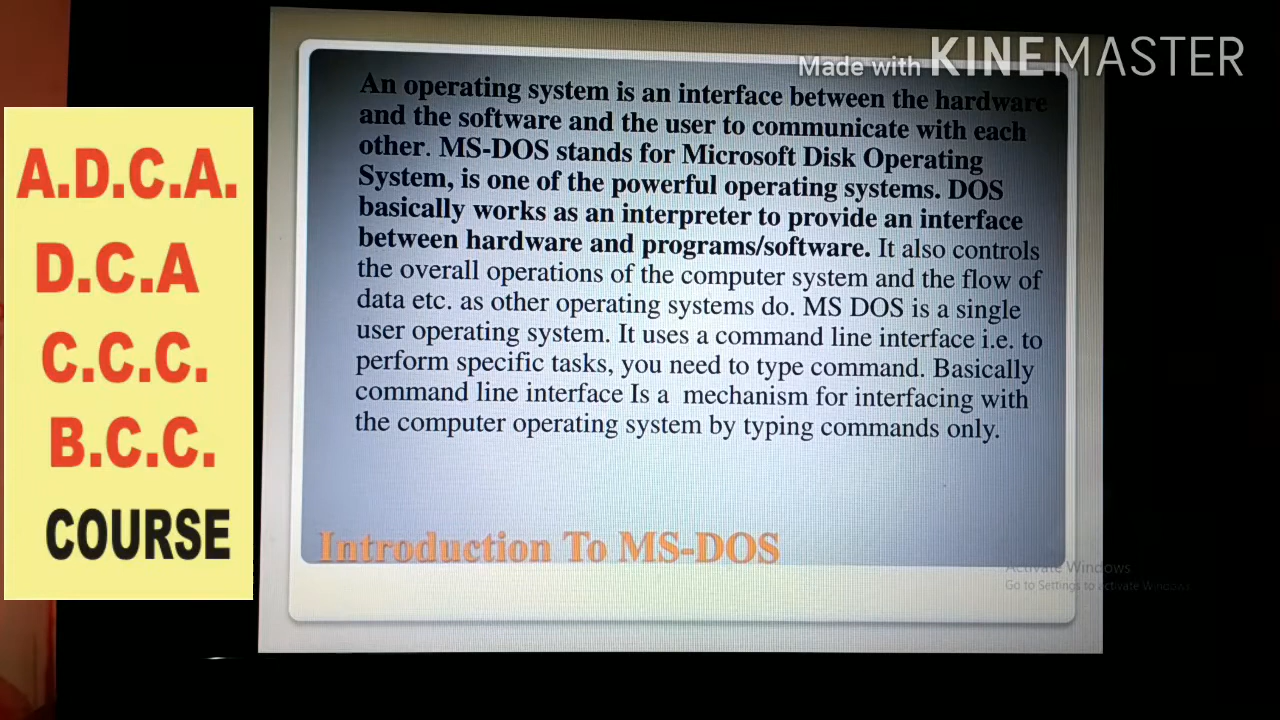 Made with KINEMASTER
A.D.C.A.
D.C.A
C.C.C.
B.C.C.
COURSE
An operating system is an interface between the hardware
and the software and the user to communicate with each
other. MS-DOS stands for Microsoft Disk Operating
System, is one of the powerful operating systems. DOS
basically works as an interpreter to provide an interface
between hardware and programs/software. It also controls
the overall operations of the computer system and the flow of
data etc. as other operating systems do. MS DOS is a single
user operating system. It uses a command line interface i.e. to
perform specific tasks, you need to type command. Basically
command line interface Is a mechanism for interfacing with
the computer operating system by typing commands only.
Introduction To MS-DOS
Activate Windows
Go to Settings to activate Windows.